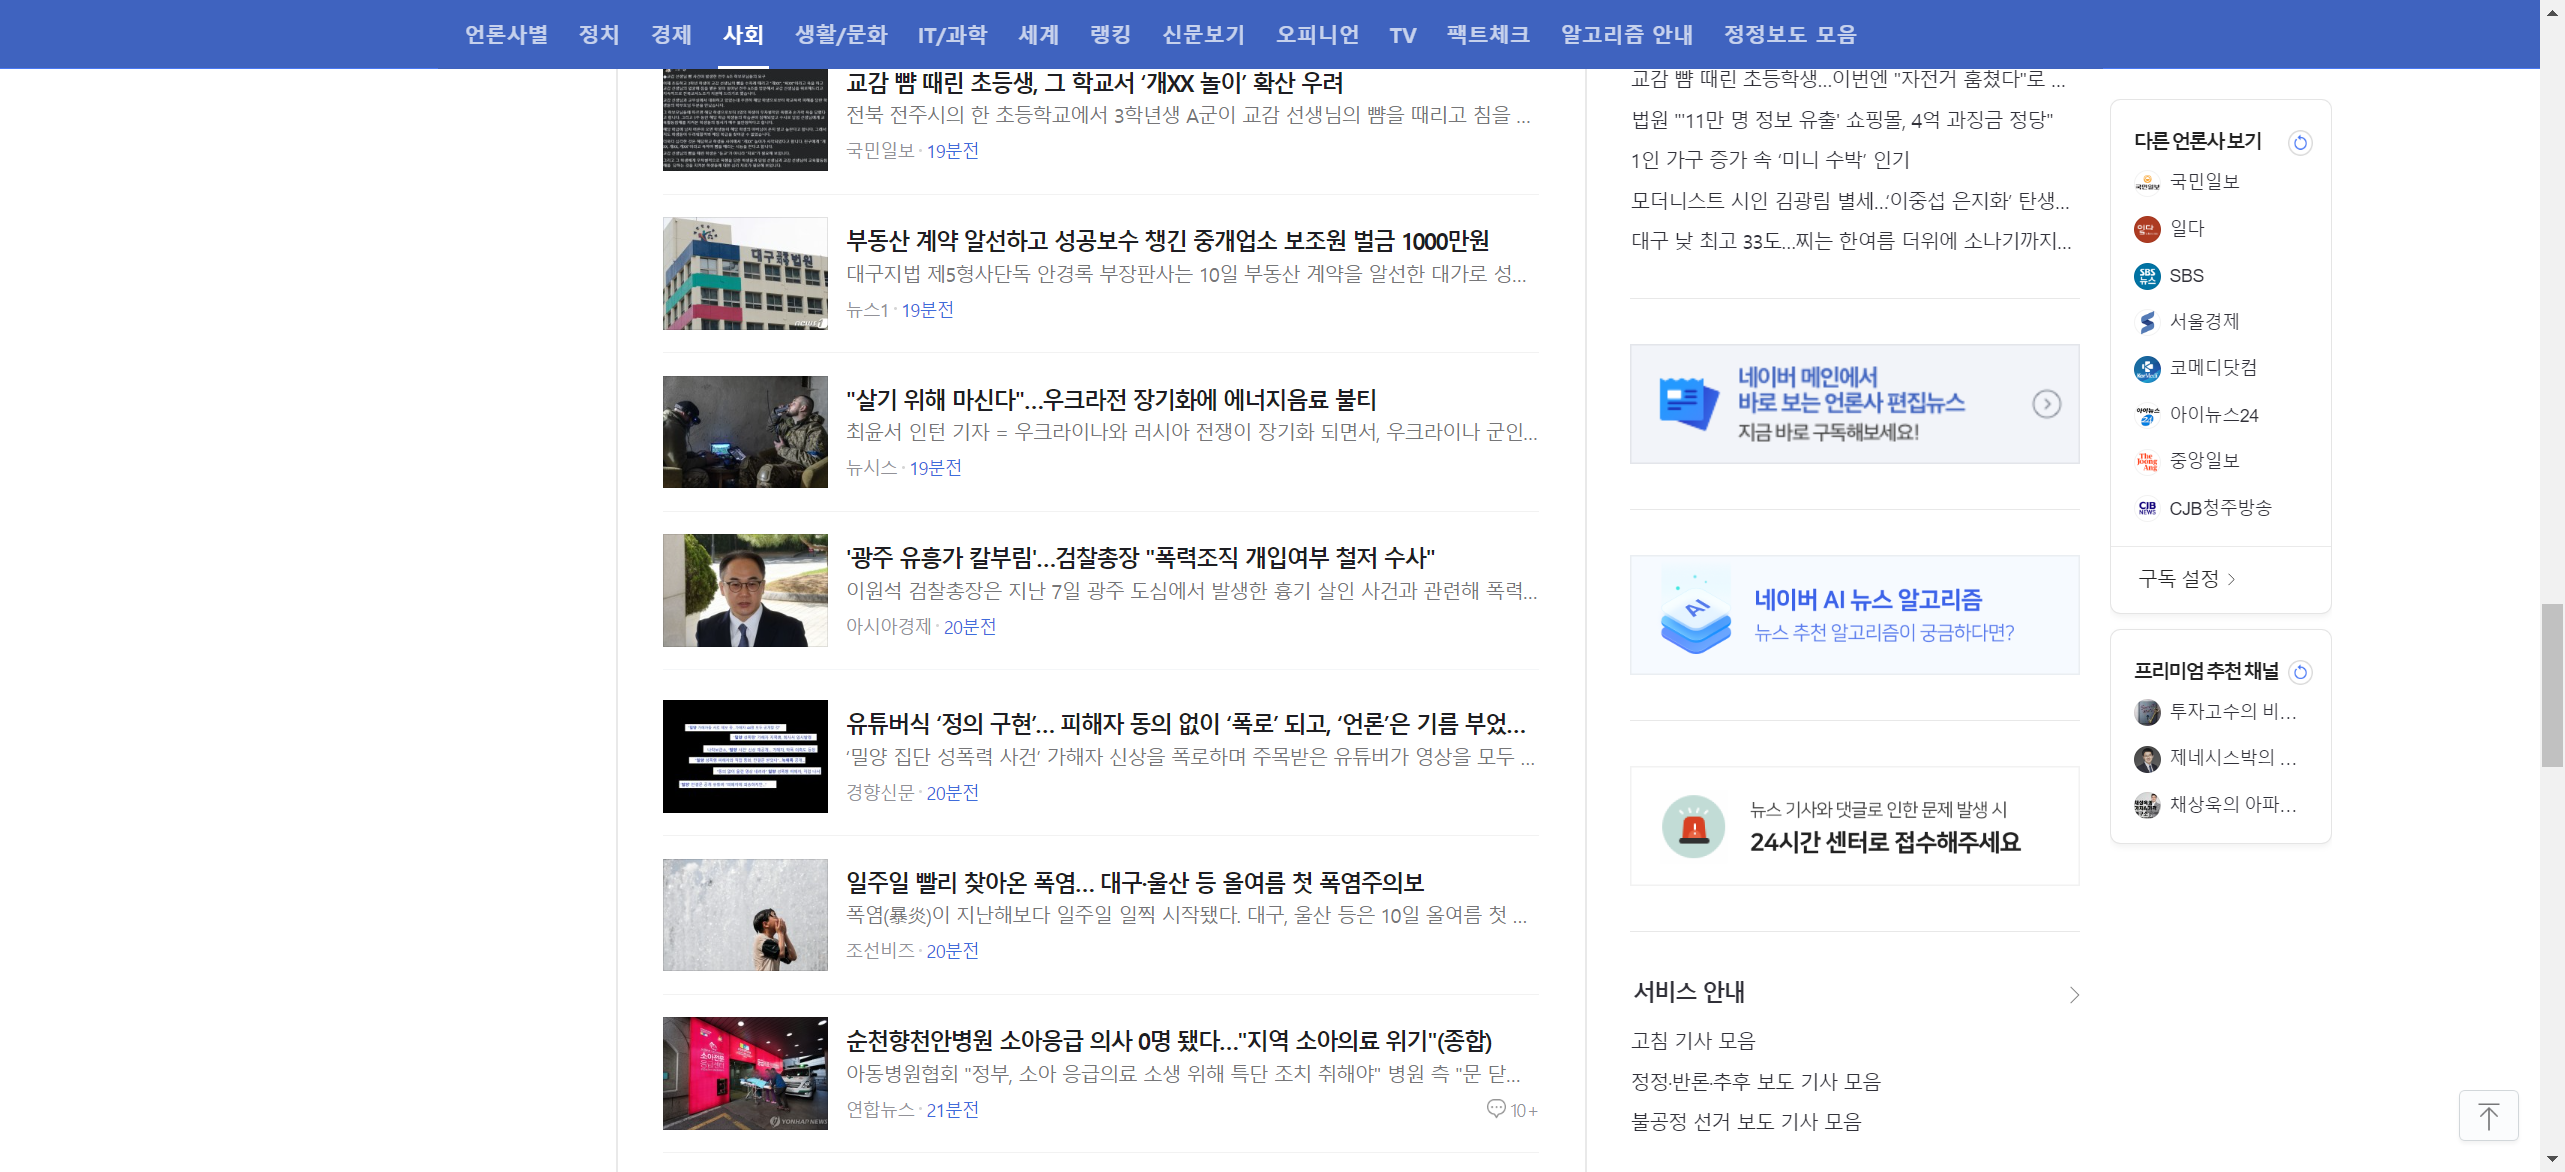 언론사별 정치 경제 사회 생활/문화 IT/과학 세계 랭킹 신문보기 오피니언 TV 팩트체크 알고리즘 안내 정정보도 모음
교감 뺨 때린 초등생, 그 학교서 ‘개XX 놀이’ 확산 우려
전북 전주시의 한 초등학교에서 3학년생 A군이 교감 선생님의 뺨을 때리고 침을 ...
국민일보 · 19분전
대구법원
news1
부동산 계약 알선하고 성공보수 챙긴 중개업소 보조원 벌금 1000만원
대구지법 제5형사단독 안경록 부장판사는 10일 부동산 계약을 알선한 대가로 성...
뉴스1 · 19분전
"살기 위해 마신다"...우크라전 장기화에 에너지음료 불티
최윤서 인턴 기자 = 우크라이나와 러시아 전쟁이 장기화 되면서, 우크라이나 군인...
뉴시스 · 19분전
'광주 유흥가 칼부림'...검찰총장 "폭력조직 개입여부 철저 수사"
이원석 검찰총장은 지난 7일 광주 도심에서 발생한 흉기 살인 사건과 관련해 폭력...
아시아경제 · 20분전
유튜버식 ‘정의 구현’... 피해자 동의 없이 ‘폭로’ 되고, ‘언론’은 기름 부었...
‘밀양 집단 성폭력 사건’ 가해자 신상을 폭로하며 주목받은 유튜버가 영상을 모두 ...
경향신문 · 20분전
일주일 빨리 찾아온 폭염... 대구·울산 등 올여름 첫 폭염주의보
폭염(暴炎)이 지난해보다 일주일 일찍 시작됐다. 대구, 울산 등은 10일 올여름 첫 ...
조선비즈 · 20분전
YONHAPNEWS
순천향천안병원 소아응급 의사 0명 됐다..."지역 소아의료 위기"(종합)
아동병원협회 "정부, 소아 응급의료 소생 위해 특단 조치 취해야" 병원 측 "문 닫...
연합뉴스 · 21분전
10+
교감 뺨 때린 초등학생...이번엔 "자전거 훔쳤다"로 ...
법원 "'11만 명 정보 유출' 쇼핑몰, 4억 과징금 정당"
1인 가구 증가 속 ‘미니 수박’ 인기
모더니스트 시인 김광림 별세...‘이중섭 은지화’ 탄생...
대구 낮 최고 33도...찌는 한여름 더위에 소나기까지...
네이버 메인에서
바로 보는 언론사 편집뉴스
지금 바로 구독해보세요!
AI
네이버 AI 뉴스 알고리즘
뉴스 추천 알고리즘이 궁금하다면?
뉴스 기사와 댓글로 인한 문제 발생 시
24시간 센터로 접수해주세요
서비스 안내
고침 기사 모음
정정·반론·추후 보도 기사 모음
불공정 선거 보도 기사 모음
다른 언론사 보기
국민일보 국민일보
일다 일다
SBS 뉴스 SBS
서울경제
코메디닷컴
아이뉴스24 아이뉴스24
The JoongAng 중앙일보
CJB NEWS CJB청주방송
구독 설정
프리미엄 추천 채널
투자고수의 비...
제네시스박의 ...
채상욱의 아파...